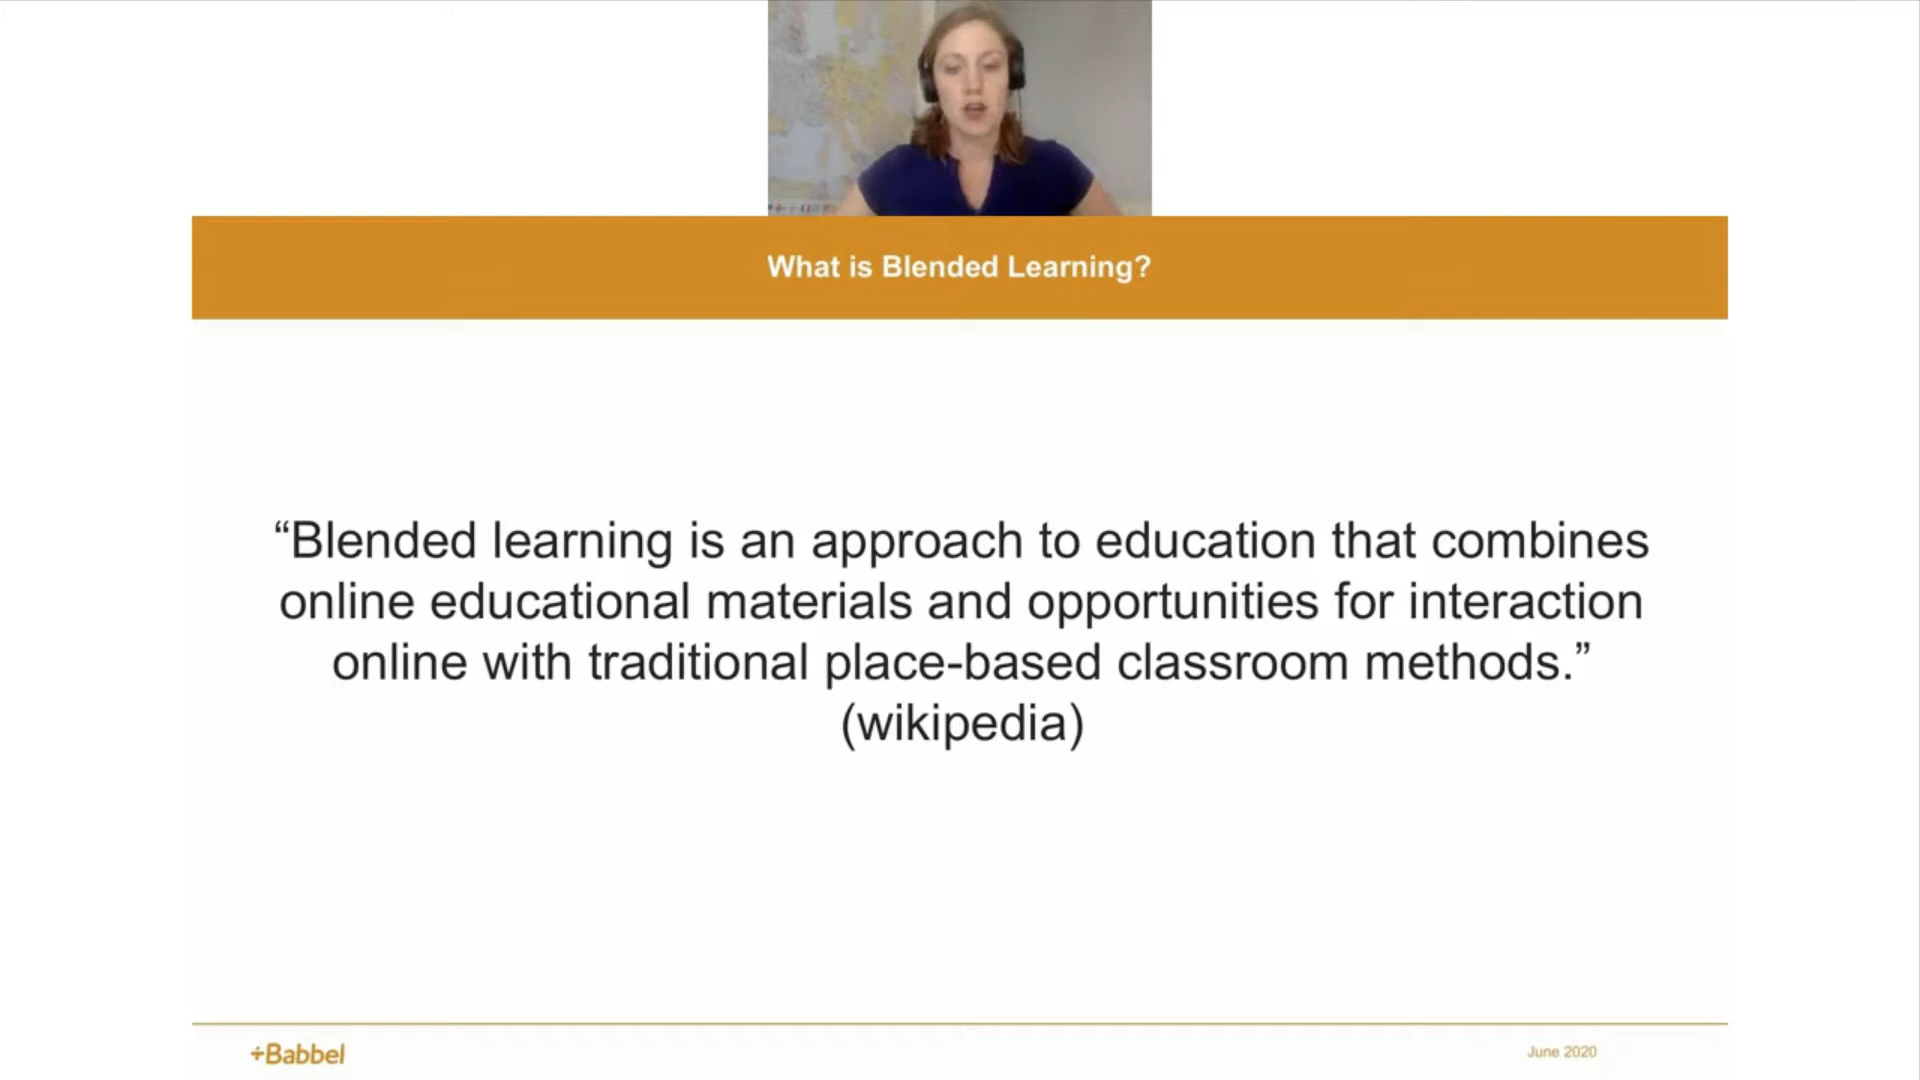 What is Blended Learning?
“Blended learning is an approach to education that combines
online educational materials and opportunities for interaction
online with traditional place-based classroom methods.”
(wikipedia)
+Babbel
June 2020